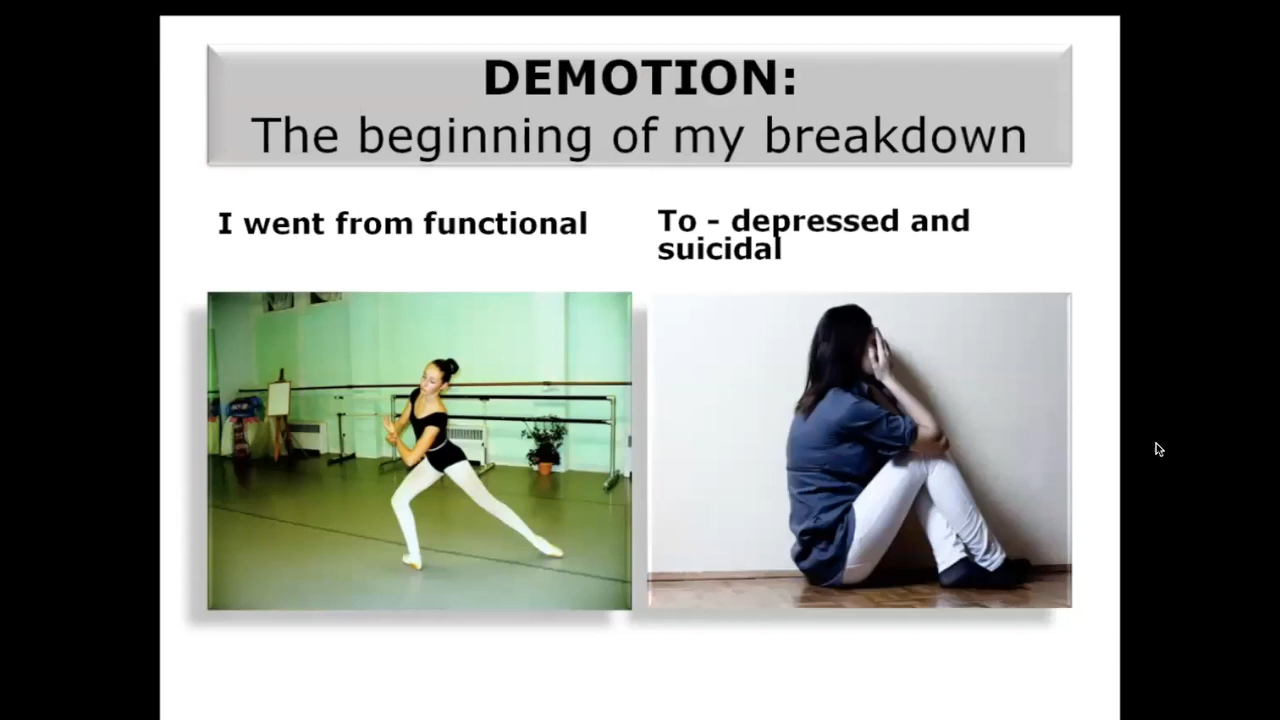 DEMOTION:
The beginning of my breakdown
I went from functional
To - depressed and
suicidal